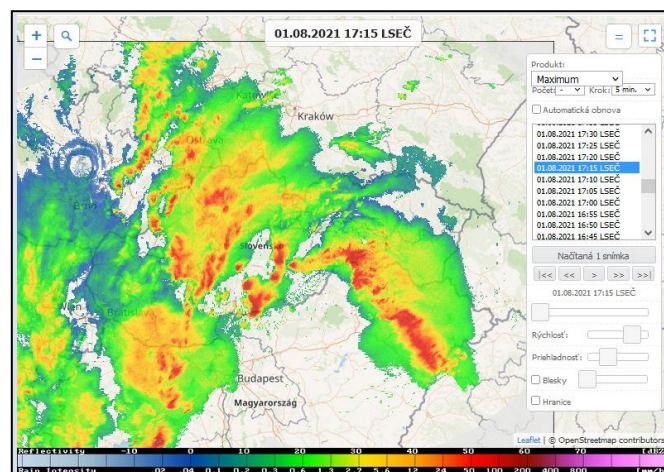 +
−
01.08.2021 17:15 LSEČ
=
Produkt:
Maximum
Počet: - Krok: 5 min.
Automatická obnova
01.08.2021 17:30 LSEČ
01.08.2021 17:25 LSEČ
01.08.2021 17:20 LSEČ
01.08.2021 17:15 LSEČ
01.08.2021 17:10 LSEČ
01.08.2021 17:05 LSEČ
01.08.2021 17:00 LSEČ
01.08.2021 16:55 LSEČ
01.08.2021 16:50 LSEČ
01.08.2021 16:45 LSEČ
Načítaná 1 snímka
|<< << > >> >>|
01.08.2021 17:15 LSEČ
Rýchlosť:
Priehladnosť:
Blesky
Hranice
Katowice
Kraków
Ostrava
Brno
Slovensko
Wien
Bratislava
Budapest
Magyarország
Leaflet | © OpenStreetmap contributors
Reflectivity -10 0 10 20 30 40 50 60 70 [dBZ]
Rain Intensity .02 .04 0.1 0.2 0.3 0.6 1.3 2.7 5.6 12 24 50 100 200 400